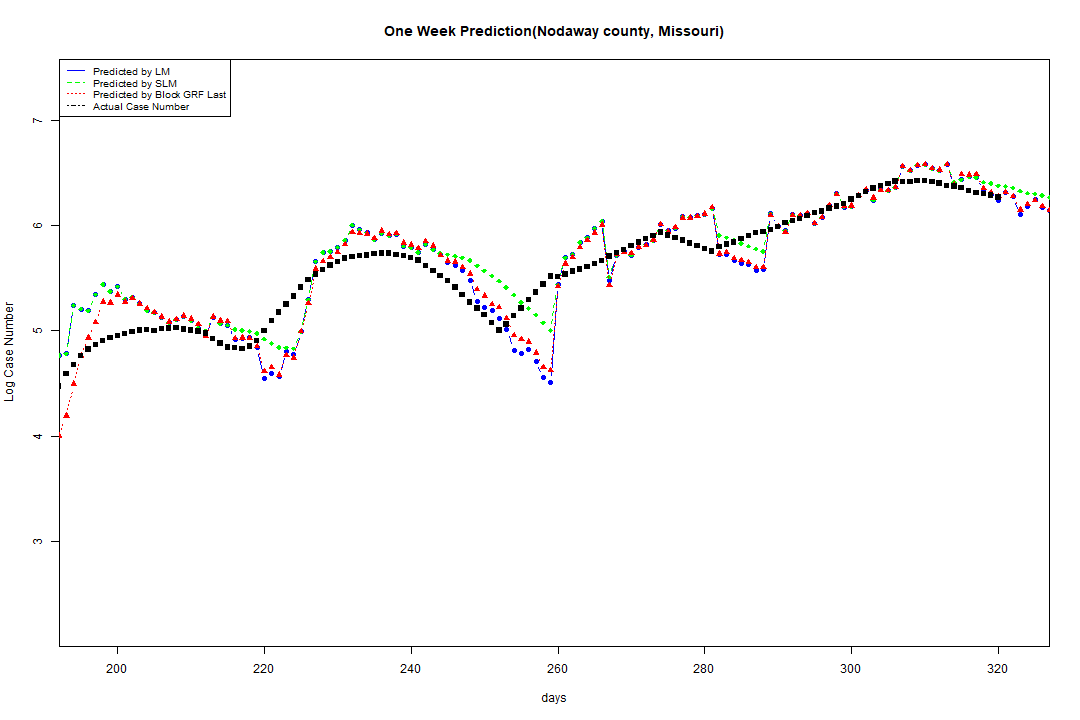 One Week Prediction(Nodaway county, Missouri)
Predicted by LM
Predicted by SLM
Predicted by Block GRF Last
Actual Case Number
7
6
5
4
3
Log Case Number
200 220 240 260 280 300 320
days